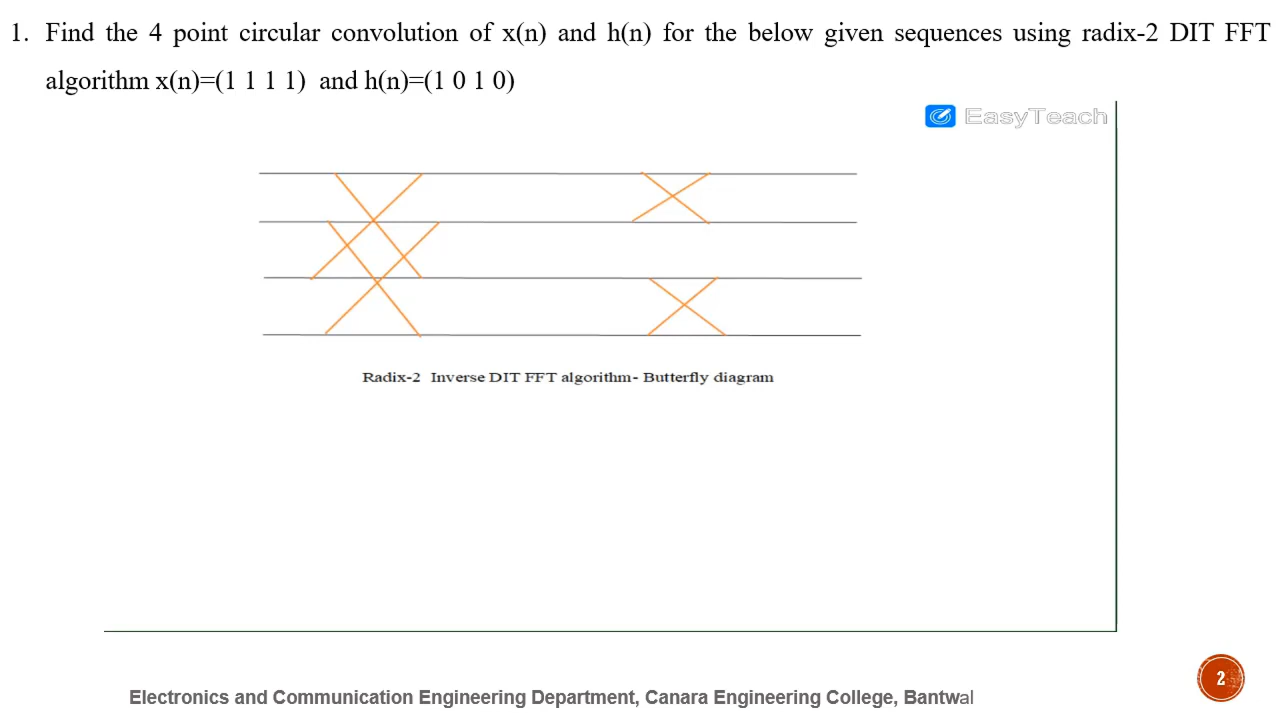 1. Find the 4 point circular convolution of x(n) and h(n) for the below given sequences using radix-2 DIT FFT
algorithm x(n)=(1 1 1 1) and h(n)=(1 0 1 0)
EasyTeach
Radix-2 Inverse DIT FFT algorithm- Butterfly diagram
2
Electronics and Communication Engineering Department, Canara Engineering College, Bantwal